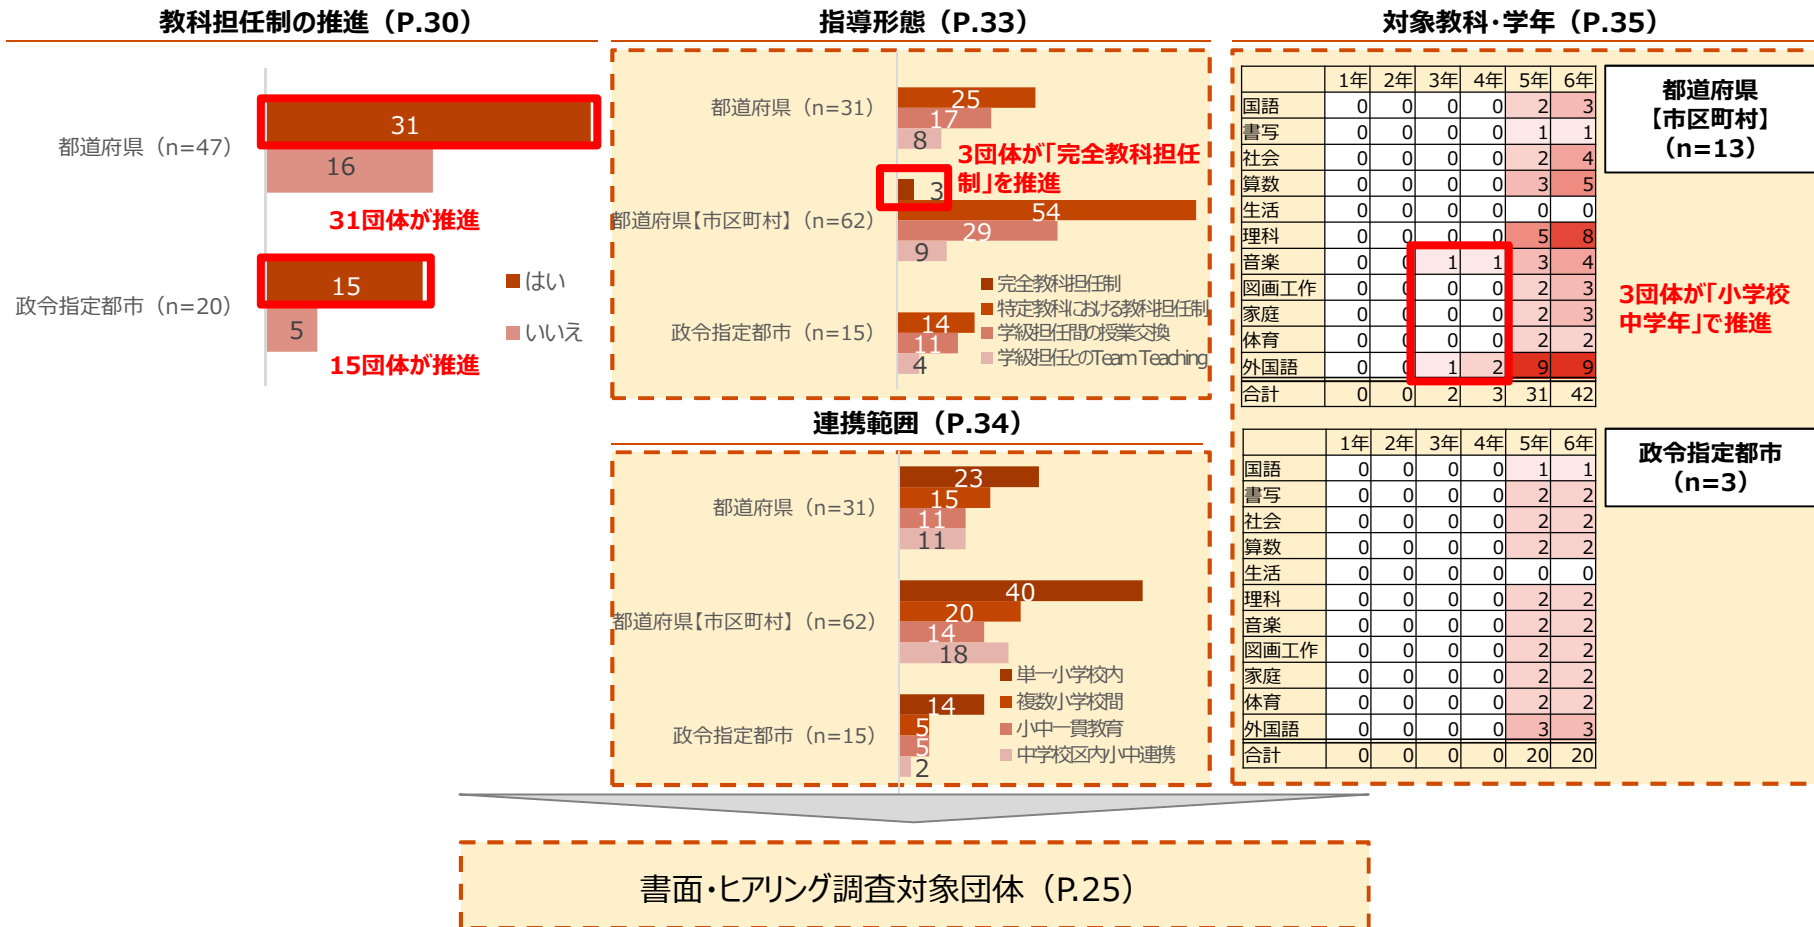 教科担任制の推進（P.30）
都道府県（n=47）
31
16
31団体が推進
政令指定都市（n=20）
15
5
15団体が推進
はい
いいえ
指導形態（P.33）
都道府県（n=31）
25
17
8
3団体が「完全教科担任
制」を推進
都道府県【市区町村】（n=62）
3
54
29
9
政令指定都市（n=15）
14
11
4
完全教科担任制
特定教科における教科担任制
学級担任間の授業交換
学級担任とのTeam Teaching
連携範囲（P.34）
都道府県（n=31）
23
15
11
11
都道府県【市区町村】（n=62）
40
20
14
18
政令指定都市（n=15）
14
5
5
2
単一小学校内
複数小学校間
小中一貫教育
中学校区内小中連携
対象教科・学年（P.35）
1年 2年 3年 4年 5年 6年
国語 0 0 0 0 2 3
書写 0 0 0 0 1 1
社会 0 0 0 0 2 4
算数 0 0 0 0 3 5
生活 0 0 0 0 0 0
理科 0 0 0 0 5 8
音楽 0 0 1 1 3 4
図画工作 0 0 0 0 2 3
家庭 0 0 0 0 2 3
体育 0 0 0 0 2 2
外国語 0 0 1 2 9 9
合計 0 0 2 3 31 42
都道府県
【市区町村】
（n=13）
3団体が「小学校
中学年」で推進
1年 2年 3年 4年 5年 6年
国語 0 0 0 0 1 1
書写 0 0 0 0 2 2
社会 0 0 0 0 2 2
算数 0 0 0 0 2 2
生活 0 0 0 0 0 0
理科 0 0 0 0 2 2
音楽 0 0 0 0 2 2
図画工作 0 0 0 0 2 2
家庭 0 0 0 0 2 2
体育 0 0 0 0 2 2
外国語 0 0 0 0 3 3
合計 0 0 0 0 20 20
政令指定都市
（n=3）
書面・ヒアリング調査対象団体（P.25）